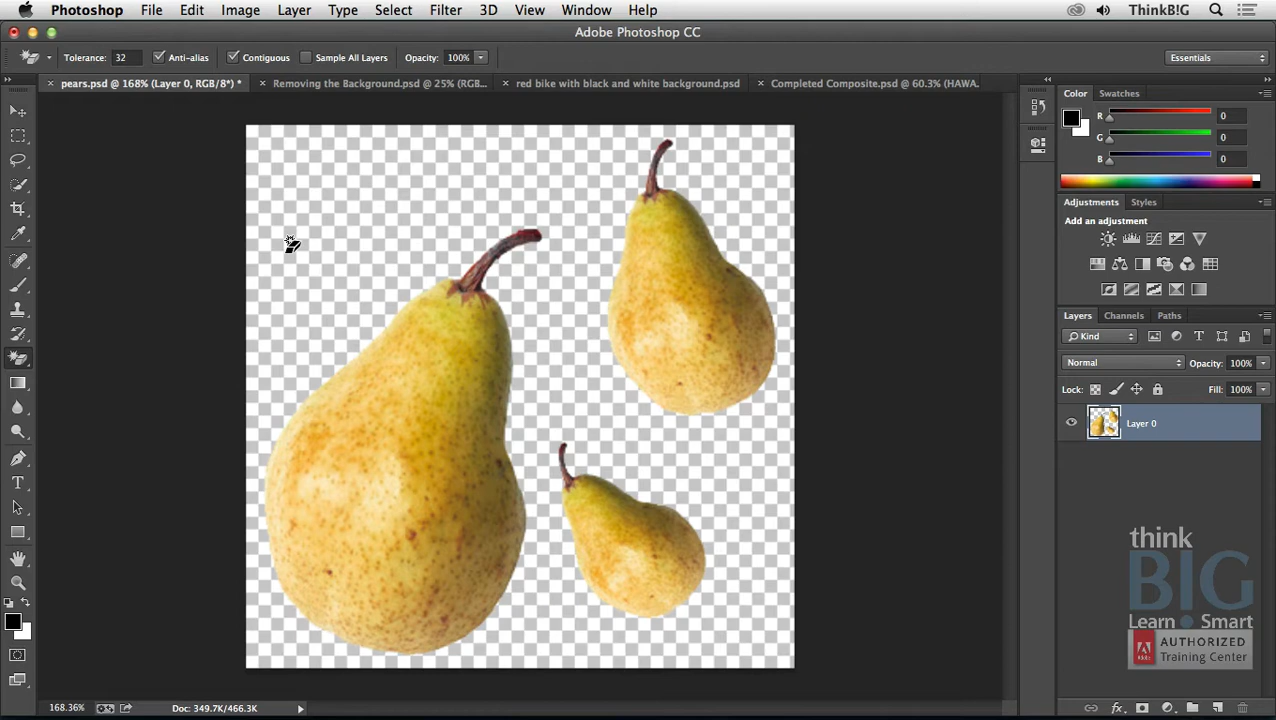 Photoshop File Edit Image Layer Type Select Filter 3D View Window Help ThinkB!G
Adobe Photoshop CC
Tolerance: 32 Anti-alias Contiguous Sample All Layers Opacity: 100% Essentials
pears.psd @ 168% (Layer 0, RGB/8*) * Removing the Background.psd @ 25% (RGB... red bike with black and white background.psd Completed Composite.psd @ 60.3% (HAWA.
Color Swatches
R 0
G 0
B 0
Adjustments Styles
Add an adjustment
Layers Channels Paths
Kind
Normal Opacity: 100%
Lock: Fill: 100%
Layer 0
think
BIG
Learn Smart
AUTHORIZED
Training Center
168.36% Doc: 349.7K/466.3K